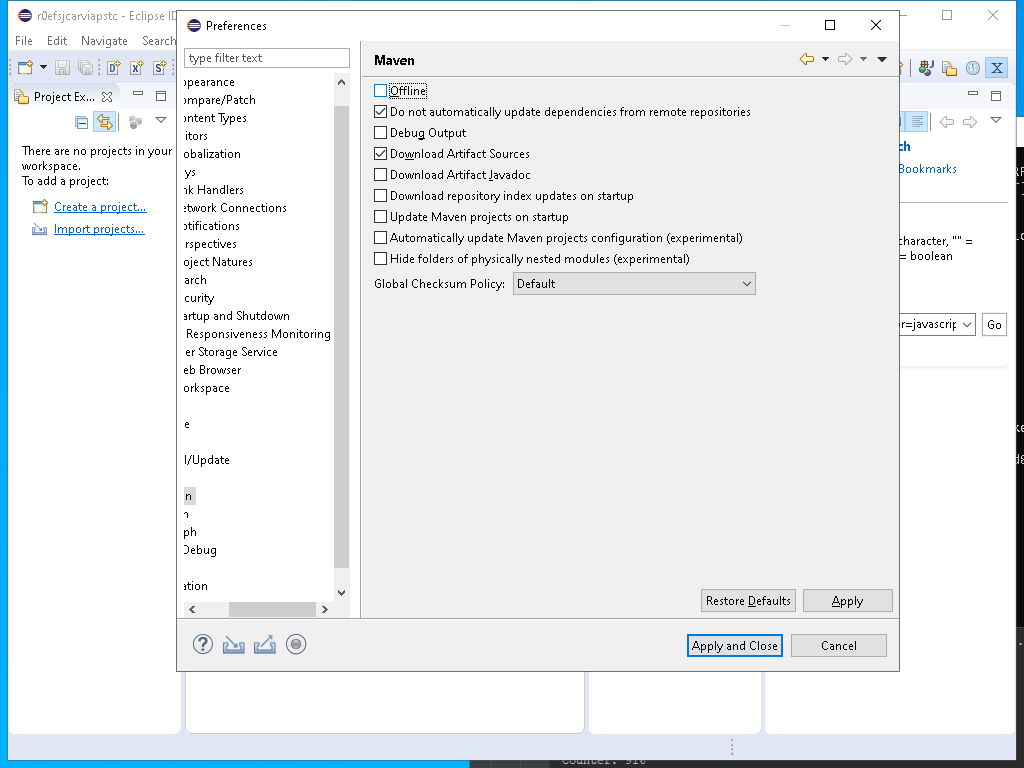 r0efsjcarviapstc - Eclipse ID
File Edit Navigate Search
Project Ex...
There are no projects in your
workspace.
To add a project:
Create a project...
Import projects...
Preferences
type filter text
ppearance
ompare/Patch
ontent Types
itors
obalization
ys
nk Handlers
etwork Connections
otifications
rspectives
oject Natures
arch
curity
artup and Shutdown
Responsiveness Monitoring
er Storage Service
eb Browser
orkspace
e
l/Update
n
n
ph
Debug
ation
Maven
Offline
Do not automatically update dependencies from remote repositories
Debug Output
Download Artifact Sources
Download Artifact Javadoc
Download repository index updates on startup
Update Maven projects on startup
Automatically update Maven projects configuration (experimental)
Hide folders of physically nested modules (experimental)
Global Checksum Policy: Default
Restore Defaults Apply
Apply and Close Cancel
ch
Bookmarks
character, "" =
= boolean
or=javascrip Go
Counter: 910